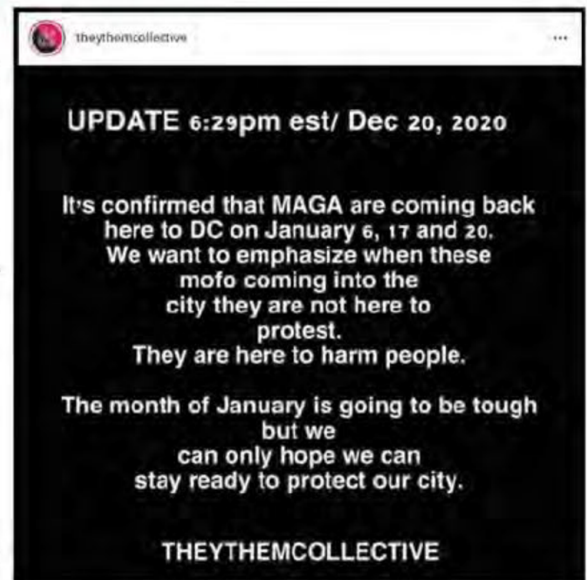 theythemcollective
...
UPDATE 6:29pm est/ Dec 20, 2020
It's confirmed that MAGA are coming back
here to DC on January 6, 17 and 20.
We want to emphasize when these
mofo coming into the
city they are not here to
protest.
They are here to harm people.
The month of January is going to be tough
but we
can only hope we can
stay ready to protect our city.
THEYTHEMCOLLECTIVE